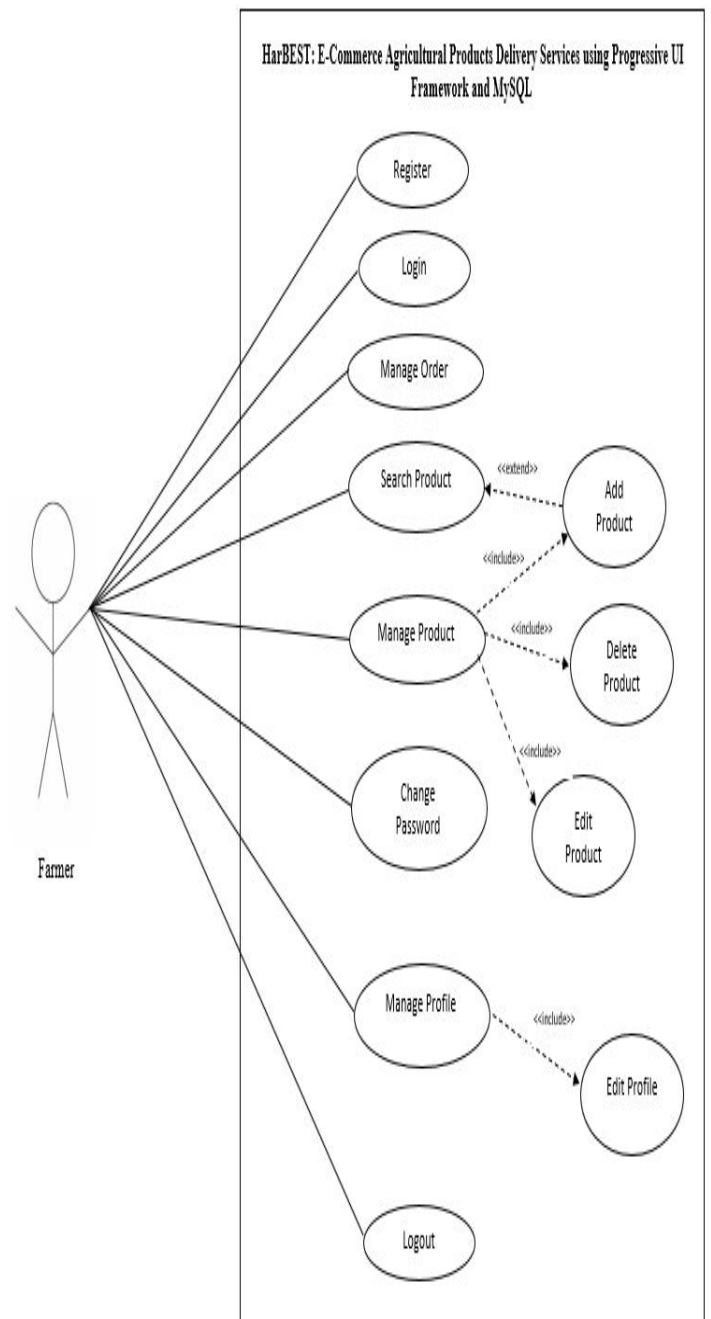 HarBEST: E-Commerce Agricultural Products Delivery Services using Progressive UI
Framework and MySQL
Register
Login
Manage Order
Search Product
<<extend>>
Add
Product
<<include>>
Manage Product
<<include>>
Delete
Product
<<include>>
Change
Password
Edit
Product
Farmer
Manage Profile
<<include>>
Edit Profile
Logout